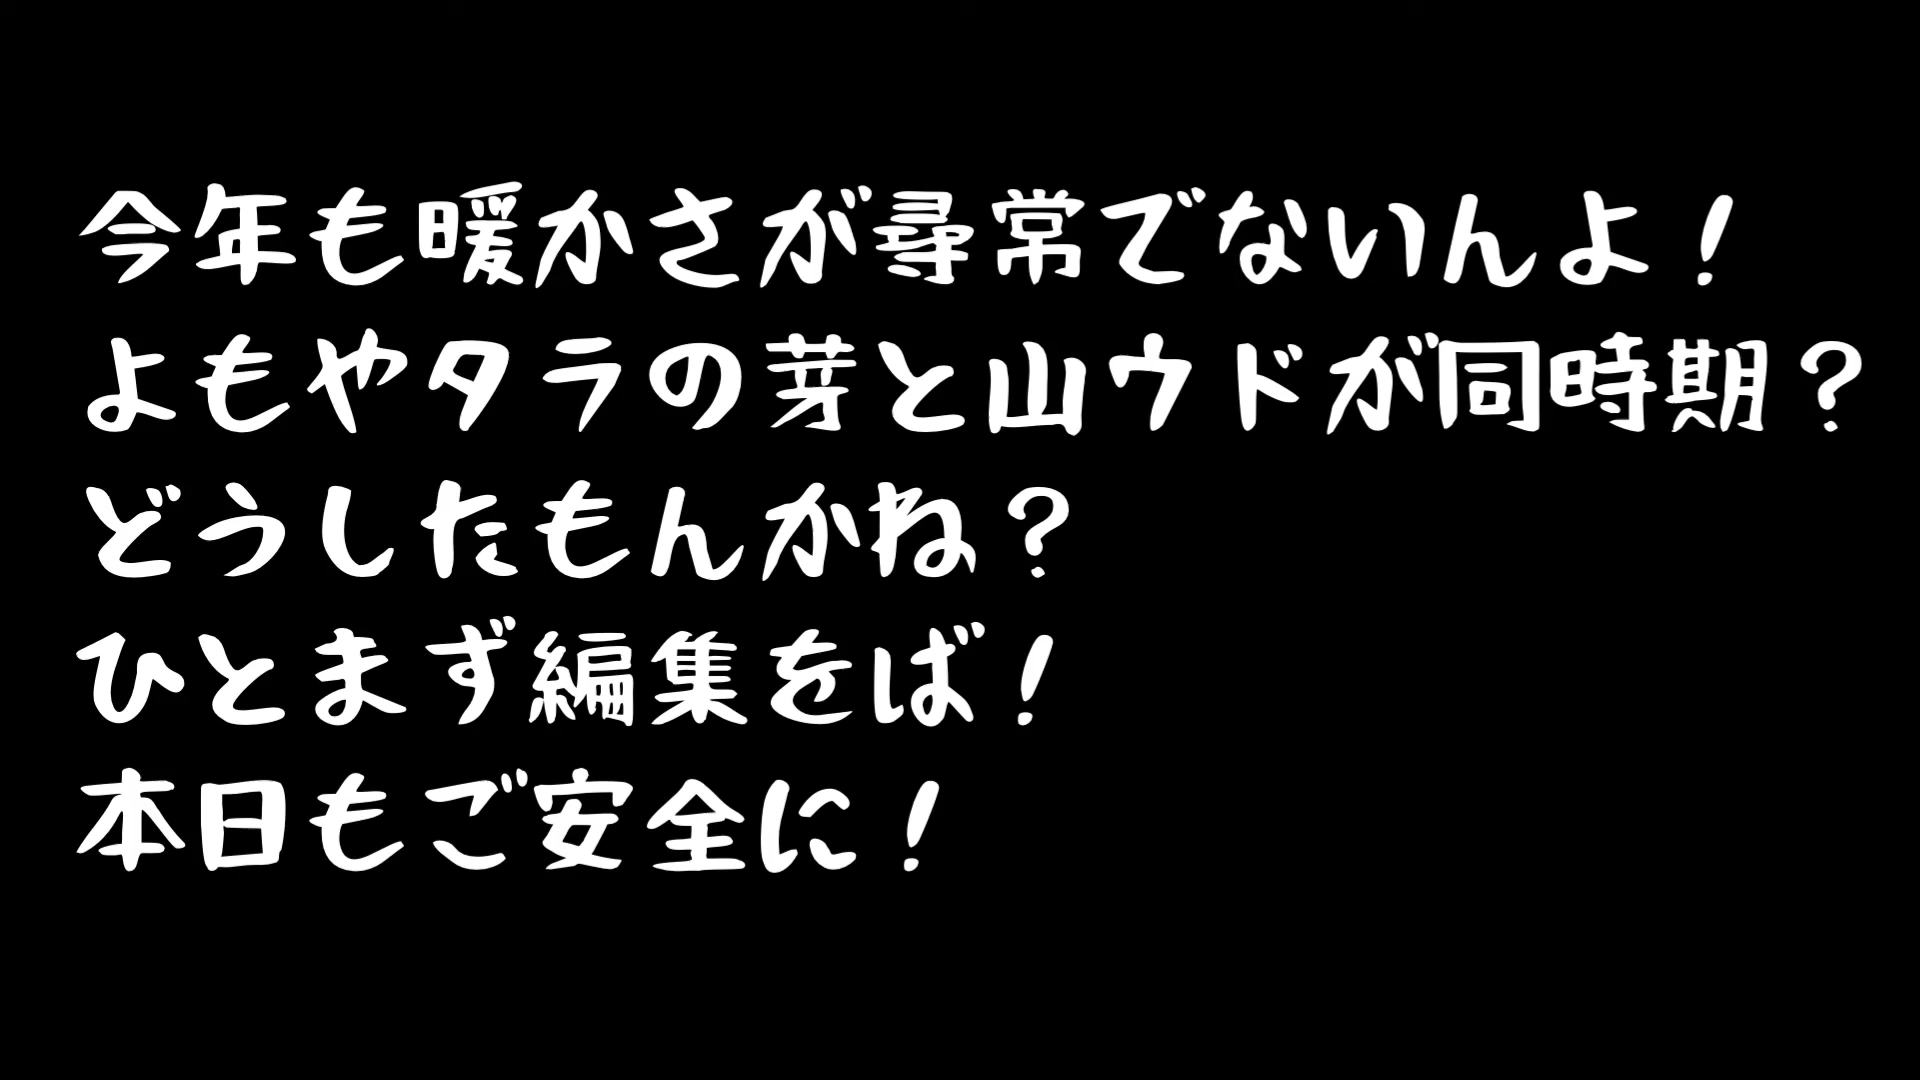 今年も暖かさが尋常でないんよ！
よもやタラの芽と山ウドが同時期？
どうしたもんかね？
ひとまず編集をば！
本日もご安全に！